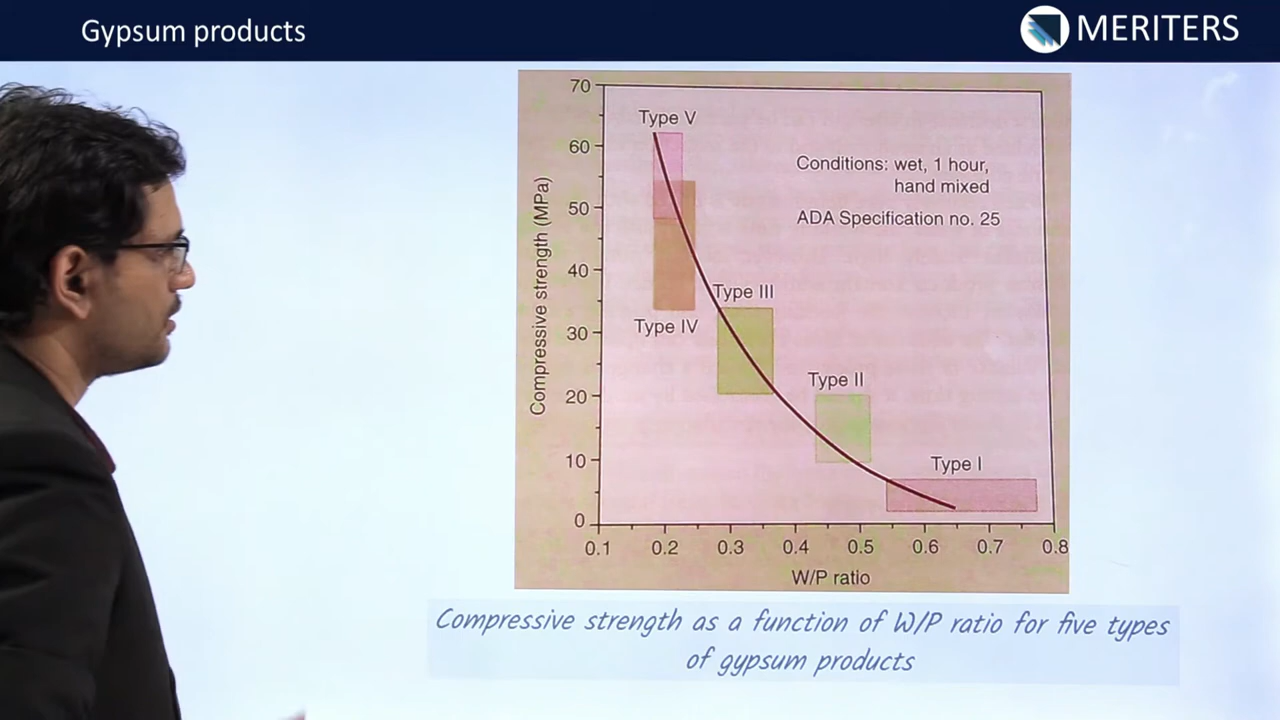 Gypsum products
MERITERS
70
60
50
40
30
20
10
0
Compressive strength (MPa)
Type V
Conditions: wet, 1 hour,
hand mixed
ADA Specification no. 25
Type III
Type IV
Type II
Type I
0.1 0.2 0.3 0.4 0.5 0.6 0.7 0.8
W/P ratio
Compressive strength as a function of W/P ratio for five types
of gypsum products